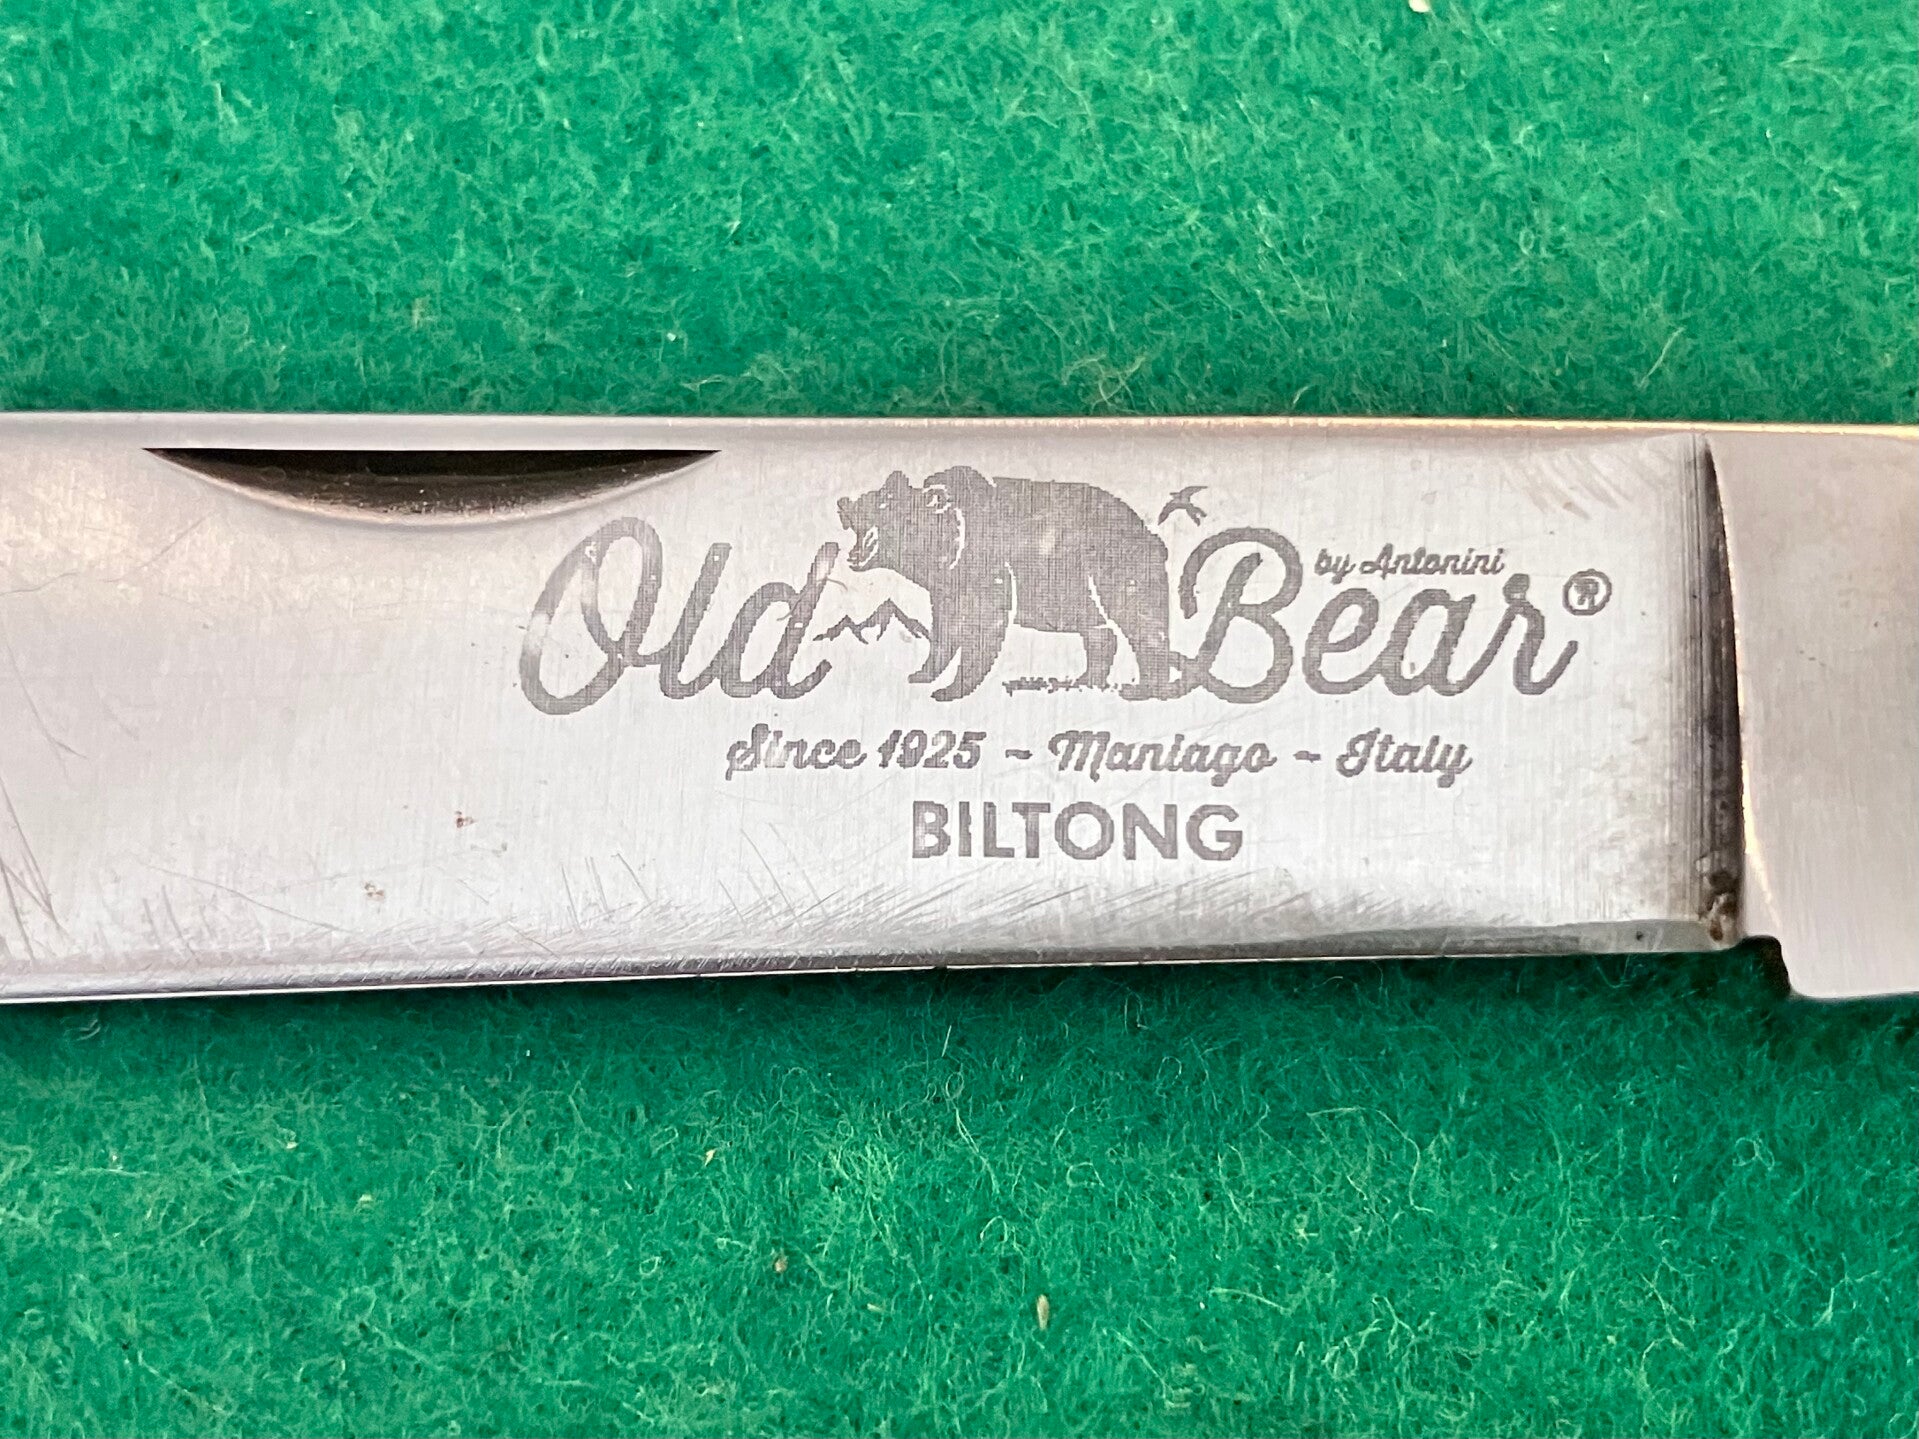 Old Bear®
by Antonini
Since 1925 ~ Maniago ~ Italy
BILTONG